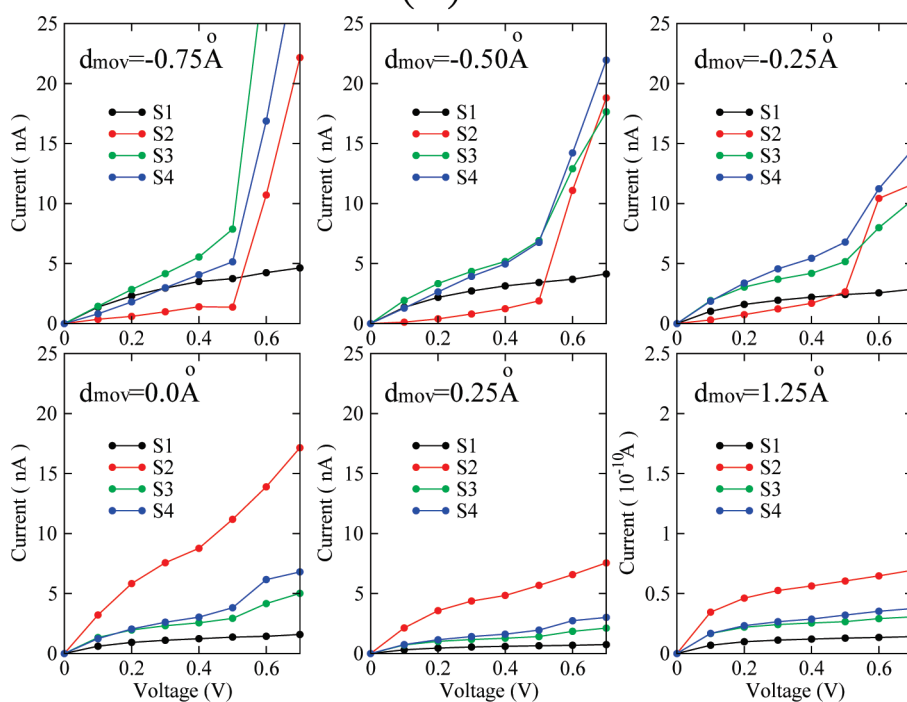 25
20
15
10
5
0
Current ( nA )
dmov=-0.75Å
S1
S2
S3
S4
0
0.2
0.4
0.6
25
20
15
10
5
0
Current ( nA )
dmov=-0.50Å
S1
S2
S3
S4
0
0.2
0.4
0.6
25
20
15
10
5
0
Current ( nA )
dmov=-0.25Å
S1
S2
S3
S4
0
0.2
0.4
0.6
25
20
15
10
5
0
Current ( nA )
dmov=0.0Å
S1
S2
S3
S4
0
0.2
0.4
0.6
Voltage (V)
25
20
15
10
5
0
Current ( nA )
dmov=0.25Å
S1
S2
S3
S4
0
0.2
0.4
0.6
Voltage (V)
2.5
2
1.5
1
0.5
0
Current ( 10⁻¹⁰A )
dmov=1.25Å
S1
S2
S3
S4
0
0.2
0.4
0.6
Voltage (V)